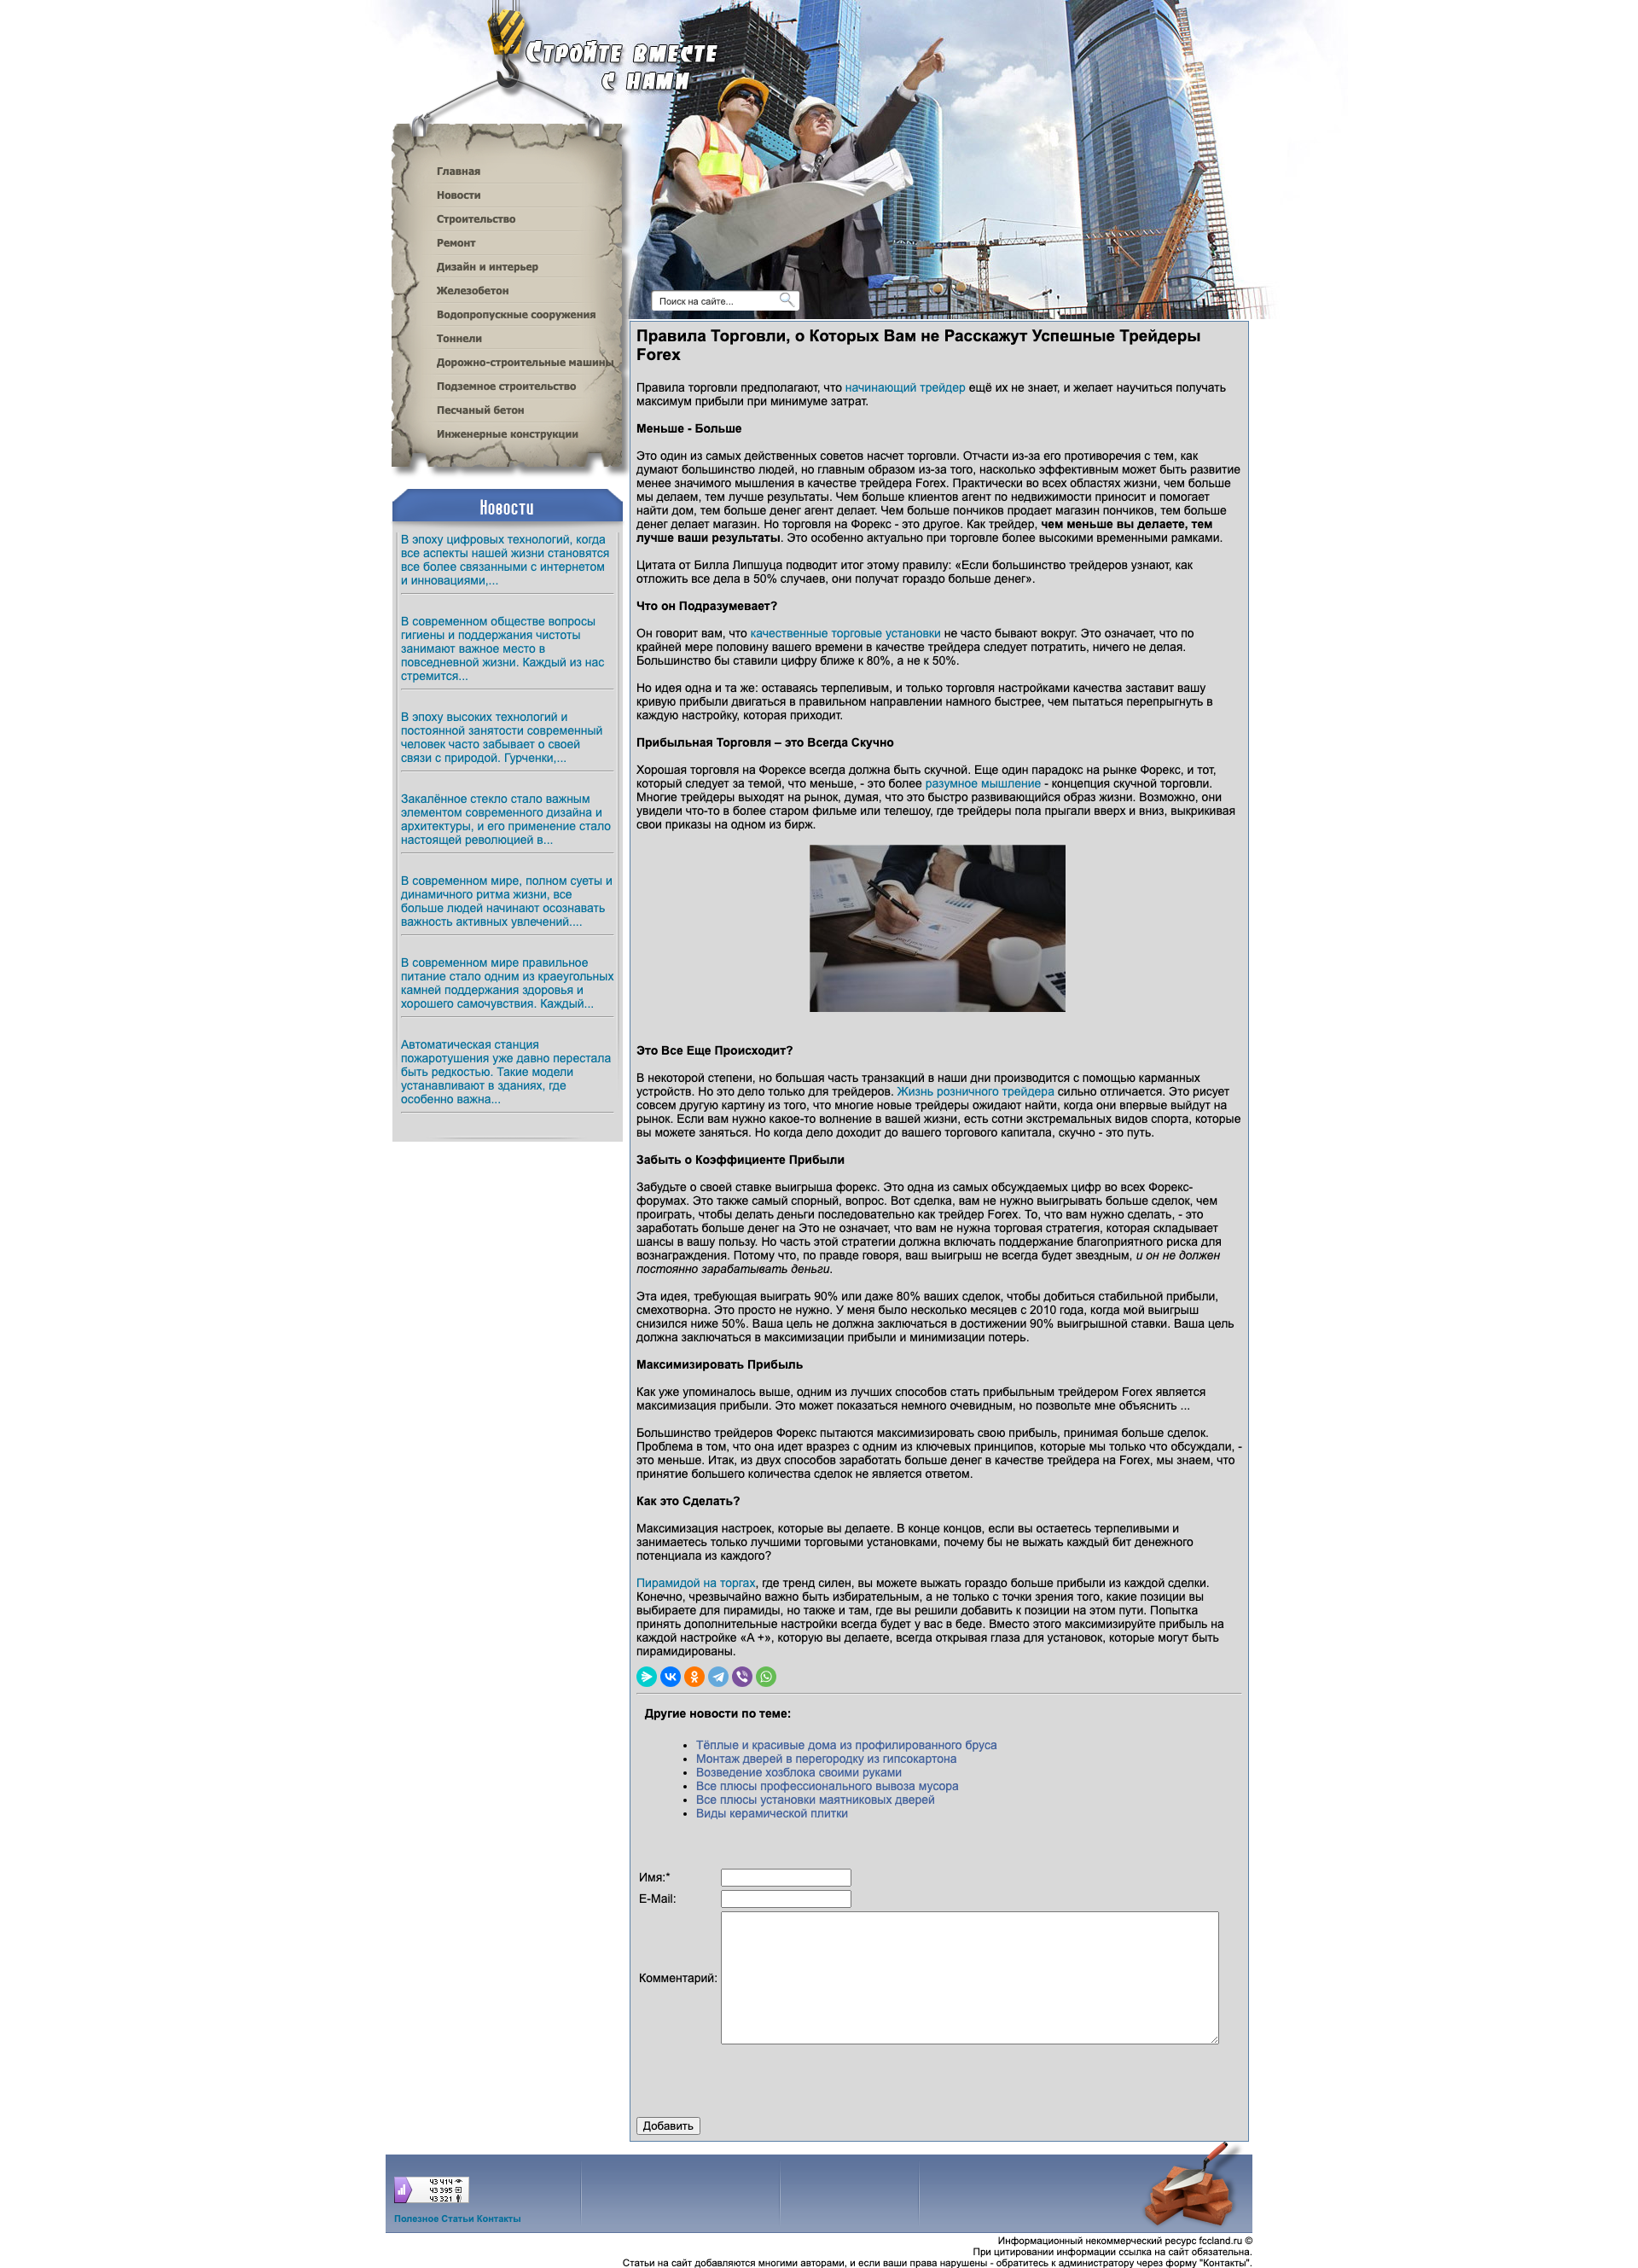 Стройте вместе
с нами
Главная
Новости
Строительство
Ремонт
Дизайн и интерьер
Железобетон
Водопропускные сооружения
Тоннели
Дорожно-строительные машины
Подземное строительство
Песчаный бетон
Инженерные конструкции
Поиск на сайте...
Новости
В эпоху цифровых технологий, когда
все аспекты нашей жизни становятся
все более связанными с интернетом
и инновациями,...
В современном обществе вопросы
гигиены и поддержания чистоты
занимают важное место в
повседневной жизни. Каждый из нас
стремится...
В эпоху высоких технологий и
постоянной занятости современный
человек часто забывает о своей
связи с природой. Гурченки,...
Закалённое стекло стало важным
элементом современного дизайна и
архитектуры, и его применение стало
настоящей революцией в...
В современном мире, полном суеты и
динамичного ритма жизни, все
больше людей начинают осознавать
важность активных увлечений....
В современном мире правильное
питание стало одним из краеугольных
камней поддержания здоровья и
хорошего самочувствия. Каждый...
Автоматическая станция
пожаротушения уже давно перестала
быть редкостью. Такие модели
устанавливают в зданиях, где
особенно важна...
Правила Торговли, о Которых Вам не Расскажут Успешные Трейдеры
Forex
Правила торговли предполагают, что начинающий трейдер ещё их не знает, и желает научиться получать
максимум прибыли при минимуме затрат.
Меньше - Больше
Это один из самых действенных советов насчет торговли. Отчасти из-за его противоречия с тем, как
думают большинство людей, но главным образом из-за того, насколько эффективным может быть развитие
менее значимого мышления в качестве трейдера Forex. Практически во всех областях жизни, чем больше
мы делаем, тем лучше результаты. Чем больше клиентов агент по недвижимости приносит и помогает
найти дом, тем больше денег агент делает. Чем больше пончиков продает магазин пончиков, тем больше
денег делает магазин. Но торговля на Форекс - это другое. Как трейдер, чем меньше вы делаете, тем
лучше ваши результаты. Это особенно актуально при торговле более высокими временными рамками.
Цитата от Билла Липшуца подводит итог этому правилу: «Если большинство трейдеров узнают, как
отложить все дела в 50% случаев, они получат гораздо больше денег».
Что он Подразумевает?
Он говорит вам, что качественные торговые установки не часто бывают вокруг. Это означает, что по
крайней мере половину вашего времени в качестве трейдера следует потратить, ничего не делая.
Большинство бы ставили цифру ближе к 80%, а не к 50%.
Но идея одна и та же: оставаясь терпеливым, и только торговля настройками качества заставит вашу
кривую прибыли двигаться в правильном направлении намного быстрее, чем пытаться перепрыгнуть в
каждую настройку, которая приходит.
Прибыльная Торговля – это Всегда Скучно
Хорошая торговля на Форексе всегда должна быть скучной. Еще один парадокс на рынке Форекс, и тот,
который следует за темой, что меньше, - это более разумное мышление - концепция скучной торговли.
Многие трейдеры выходят на рынок, думая, что это быстро развивающийся образ жизни. Возможно, они
увидели что-то в более старом фильме или телешоу, где трейдеры пола прыгали вверх и вниз, выкрикивая
свои приказы на одном из бирж.
Это Все Еще Происходит?
В некоторой степени, но большая часть транзакций в наши дни производится с помощью карманных
устройств. Но это дело только для трейдеров. Жизнь розничного трейдера сильно отличается. Это рисует
совсем другую картину из того, что многие новые трейдеры ожидают найти, когда они впервые выйдут на
рынок. Если вам нужно какое-то волнение в вашей жизни, есть сотни экстремальных видов спорта, которые
вы можете заняться. Но когда дело доходит до вашего торгового капитала, скучно - это путь.
Забыть о Коэффициенте Прибыли
Забудьте о своей ставке выигрыша форекс. Это одна из самых обсуждаемых цифр во всех Форекс-
форумах. Это также самый спорный, вопрос. Вот сделка, вам не нужно выигрывать больше сделок, чем
проиграть, чтобы делать деньги последовательно как трейдер Forex. То, что вам нужно сделать, - это
заработать больше денег на Это не означает, что вам не нужна торговая стратегия, которая складывает
шансы в вашу пользу. Но часть этой стратегии должна включать поддержание благоприятного риска для
вознаграждения. Потому что, по правде говоря, ваш выигрыш не всегда будет звездным, и он не должен
постоянно зарабатывать деньги.
Эта идея, требующая выиграть 90% или даже 80% ваших сделок, чтобы добиться стабильной прибыли,
смехотворна. Это просто не нужно. У меня было несколько месяцев с 2010 года, когда мой выигрыш
снизился ниже 50%. Ваша цель не должна заключаться в достижении 90% выигрышной ставки. Ваша цель
должна заключаться в максимизации прибыли и минимизации потерь.
Максимизировать Прибыль
Как уже упоминалось выше, одним из лучших способов стать прибыльным трейдером Forex является
максимизация прибыли. Это может показаться немного очевидным, но позвольте мне объяснить ...
Большинство трейдеров Форекс пытаются максимизировать свою прибыль, принимая больше сделок.
Проблема в том, что она идет вразрез с одним из ключевых принципов, которые мы только что обсуждали, -
это меньше. Итак, из двух способов заработать больше денег в качестве трейдера на Forex, мы знаем, что
принятие большего количества сделок не является ответом.
Как это Сделать?
Максимизация настроек, которые вы делаете. В конце концов, если вы остаетесь терпеливыми и
занимаетесь только лучшими торговыми установками, почему бы не выжать каждый бит денежного
потенциала из каждого?
Пирамидой на торгах, где тренд силен, вы можете выжать гораздо больше прибыли из каждой сделки.
Конечно, чрезвычайно важно быть избирательным, а не только с точки зрения того, какие позиции вы
выбираете для пирамиды, но также и там, где вы решили добавить к позиции на этом пути. Попытка
принять дополнительные настройки всегда будет у вас в беде. Вместо этого максимизируйте прибыль на
каждой настройке «A +», которую вы делаете, всегда открывая глаза для установок, которые могут быть
пирамидированы.
Другие новости по теме:
Тёплые и красивые дома из профилированного бруса
Монтаж дверей в перегородку из гипсокартона
Возведение хозблока своими руками
Все плюсы профессионального вывоза мусора
Все плюсы установки маятниковых дверей
Виды керамической плитки
Имя:*
E-Mail:
Комментарий:
Добавить
43 414
43 395
43 321
Полезное Статьи Контакты
Информационный некоммерческий ресурс fccland.ru ©
При цитировании информации ссылка на сайт обязательна.
Статьи на сайт добавляются многими авторами, и если ваши права нарушены - обратитесь к администратору через форму "Контакты".